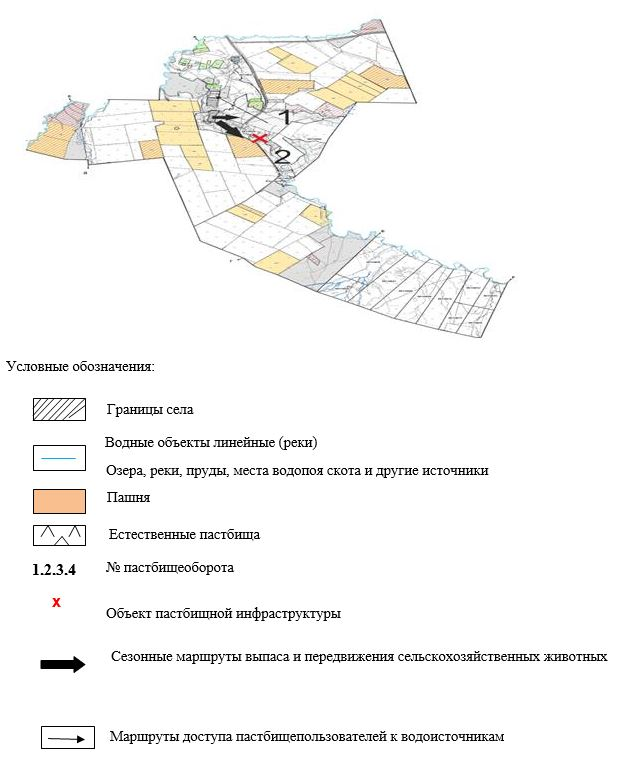 1
2
Условные обозначения:
Границы села
Водные объекты линейные (реки)
Озера, реки, пруды, места водопоя скота и другие источники
Пашня
Естественные пастбища
1.2.3.4 № пастбищеоборота
X
Объект пастбищной инфраструктуры
Сезонные маршруты выпаса и передвижения сельскохозяйственных животных
Маршруты доступа пастбищепользователей к водоисточникам